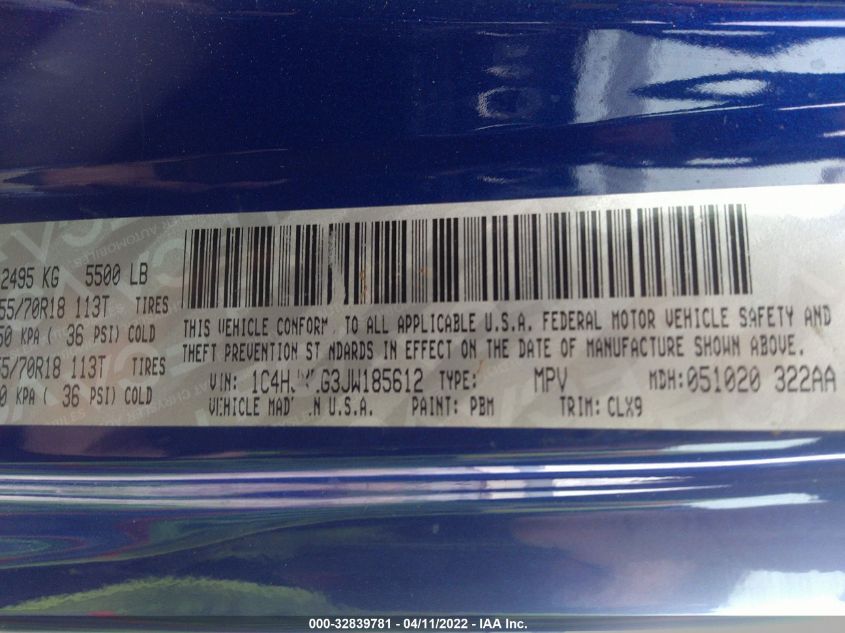 2495 KG 5500 LB
55/70R18 113T TIRES
50 KPA ( 36 PSI) COLD
55/70R18 113T TIRES
0 KPA ( 36 PSI) COLD
THIS VEHICLE CONFORM. TO ALL APPLICABLE U.S.A. FEDERAL MOTOR VEHICLE SAFETY AND
THEFT PREVENTION ST NDARDS IN EFFECT ON THE DATE OF MANUFACTURE SHOWN ABOVE.
VIN: G3JW185612 TYPE: MPV MDH:051020 322AA
VEHICLE MAD N U.S.A. PAINT: PBM TRIM: CLX9
000-32839781 - 04/11/2022 - IAA Inc.